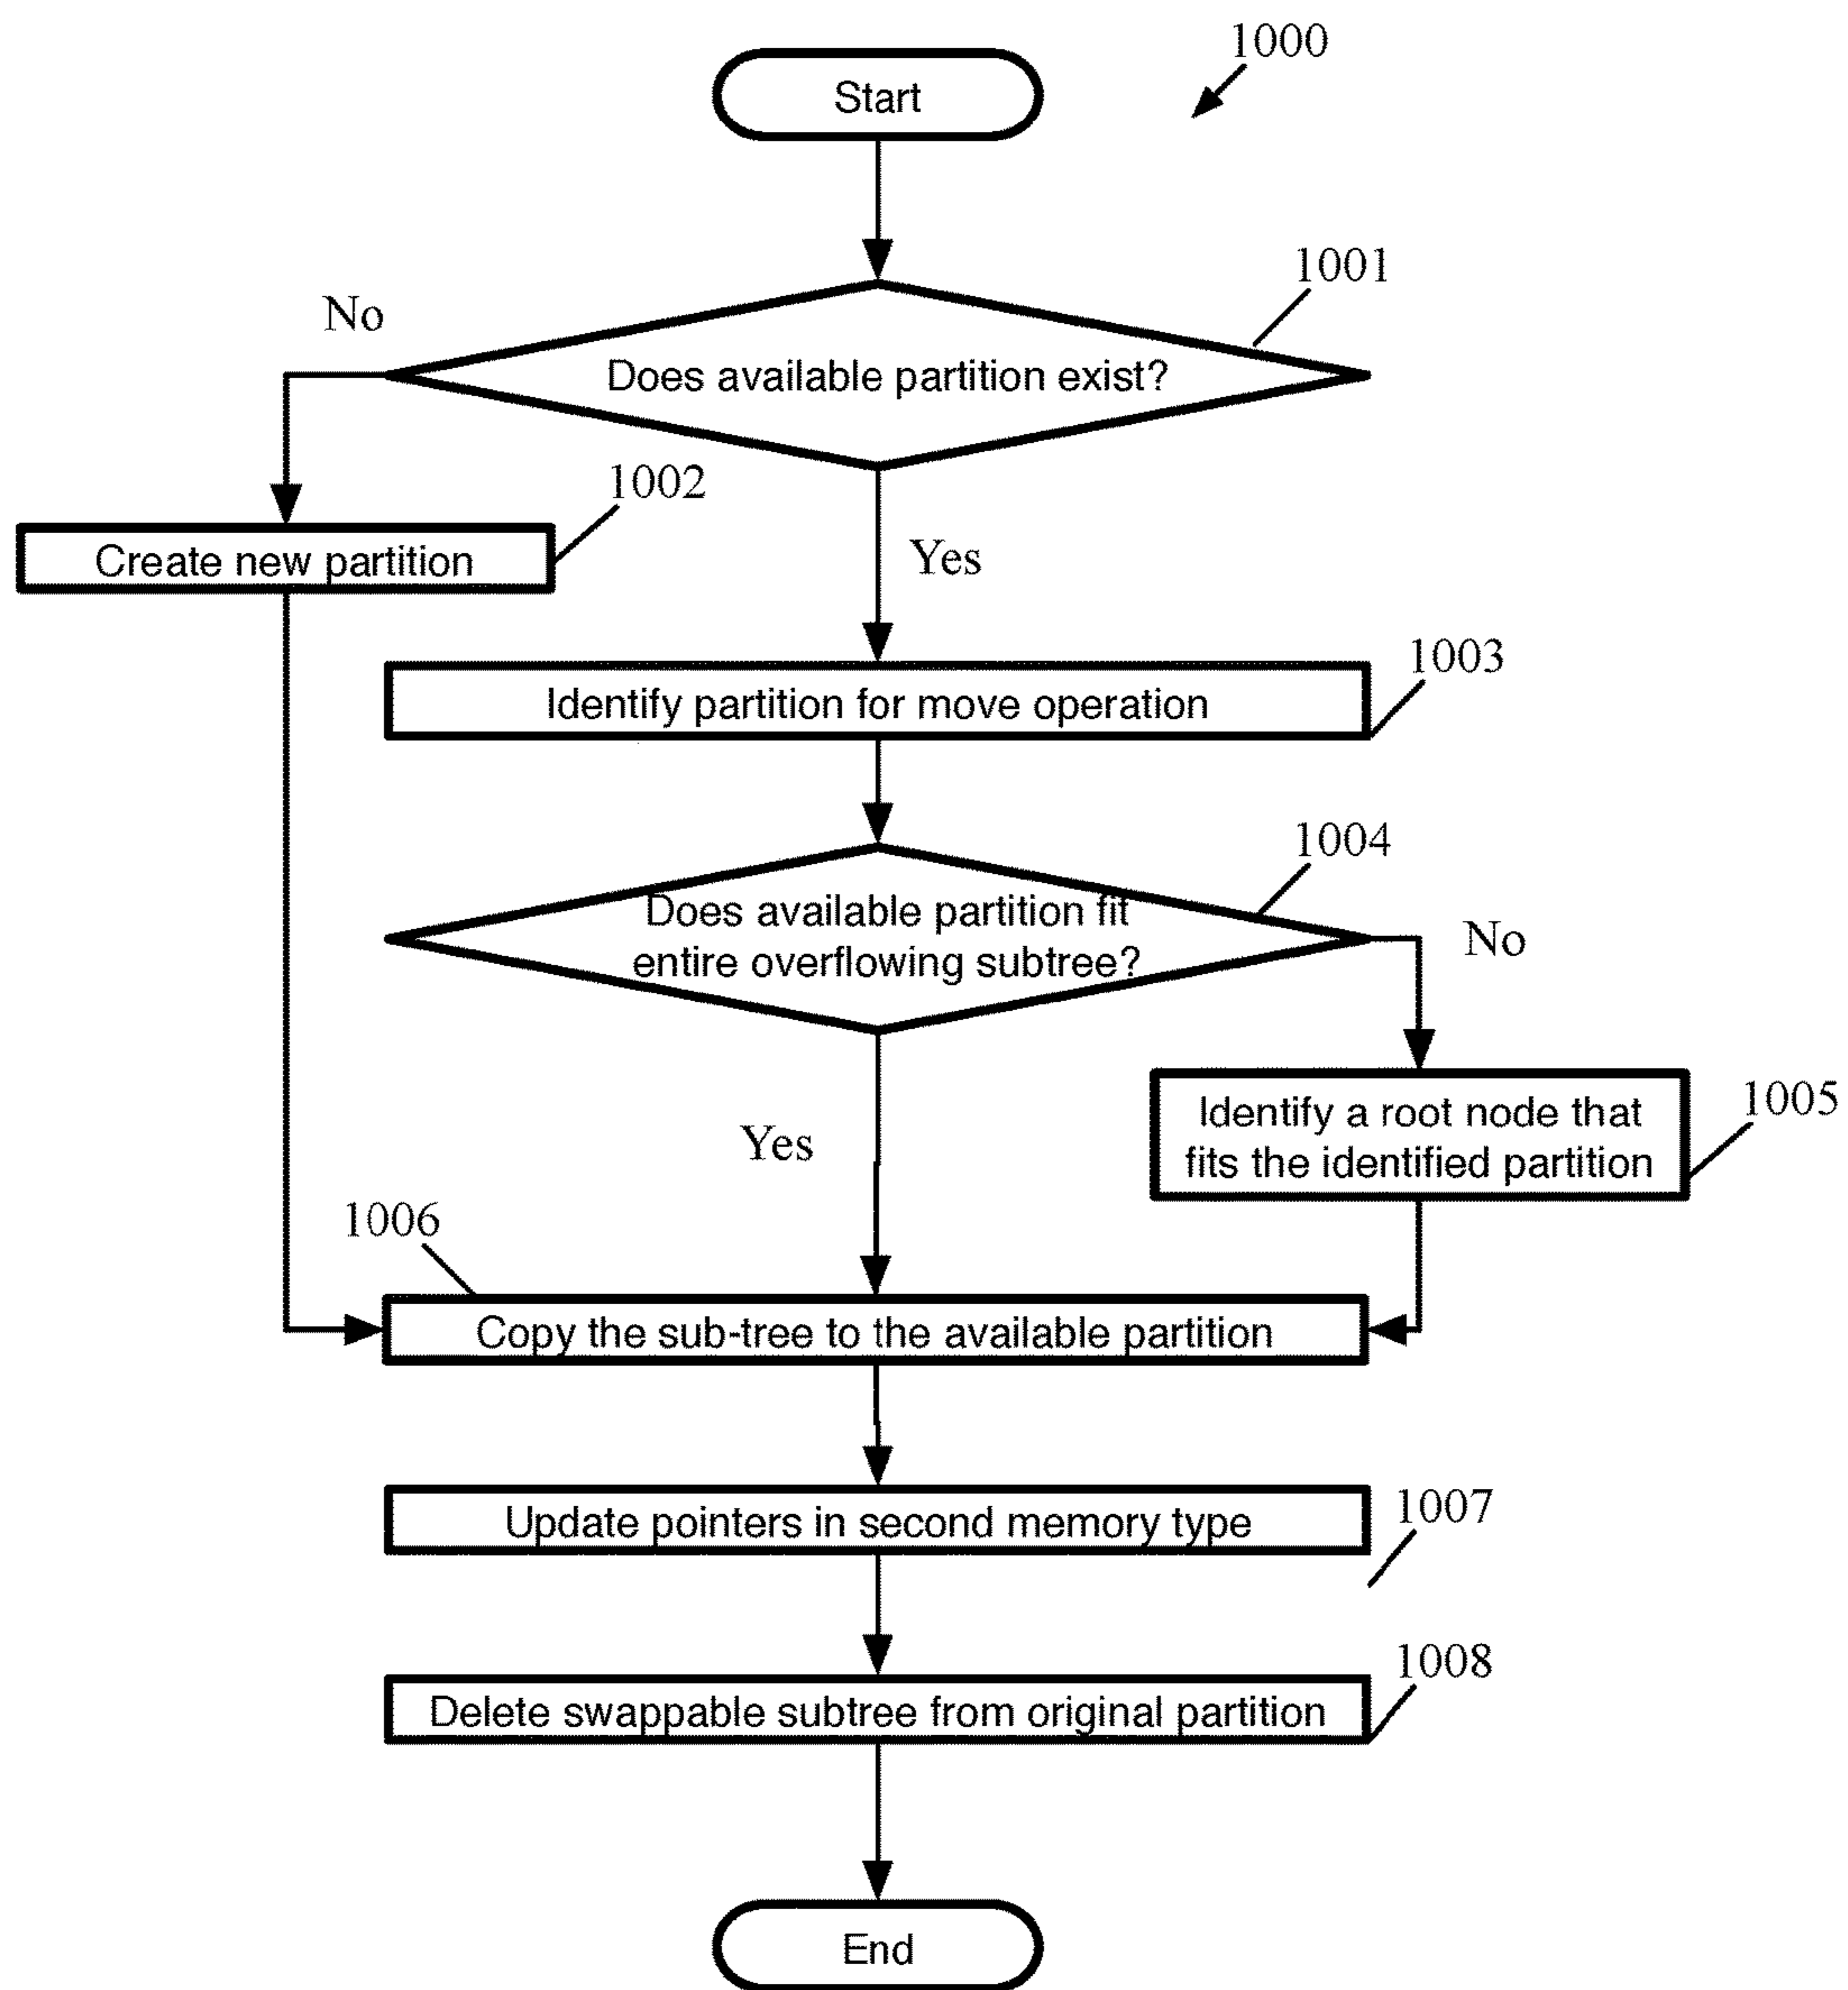 1000
Start
1001
No
Does available partition exist?
1002
Create new partition
Yes
1003
Identify partition for move operation
1004
Does available partition fit
entire overflowing subtree?
No
1005
Identify a root node that
fits the identified partition
Yes
1006
Copy the sub-tree to the available partition
1007
Update pointers in second memory type
1008
Delete swappable subtree from original partition
End